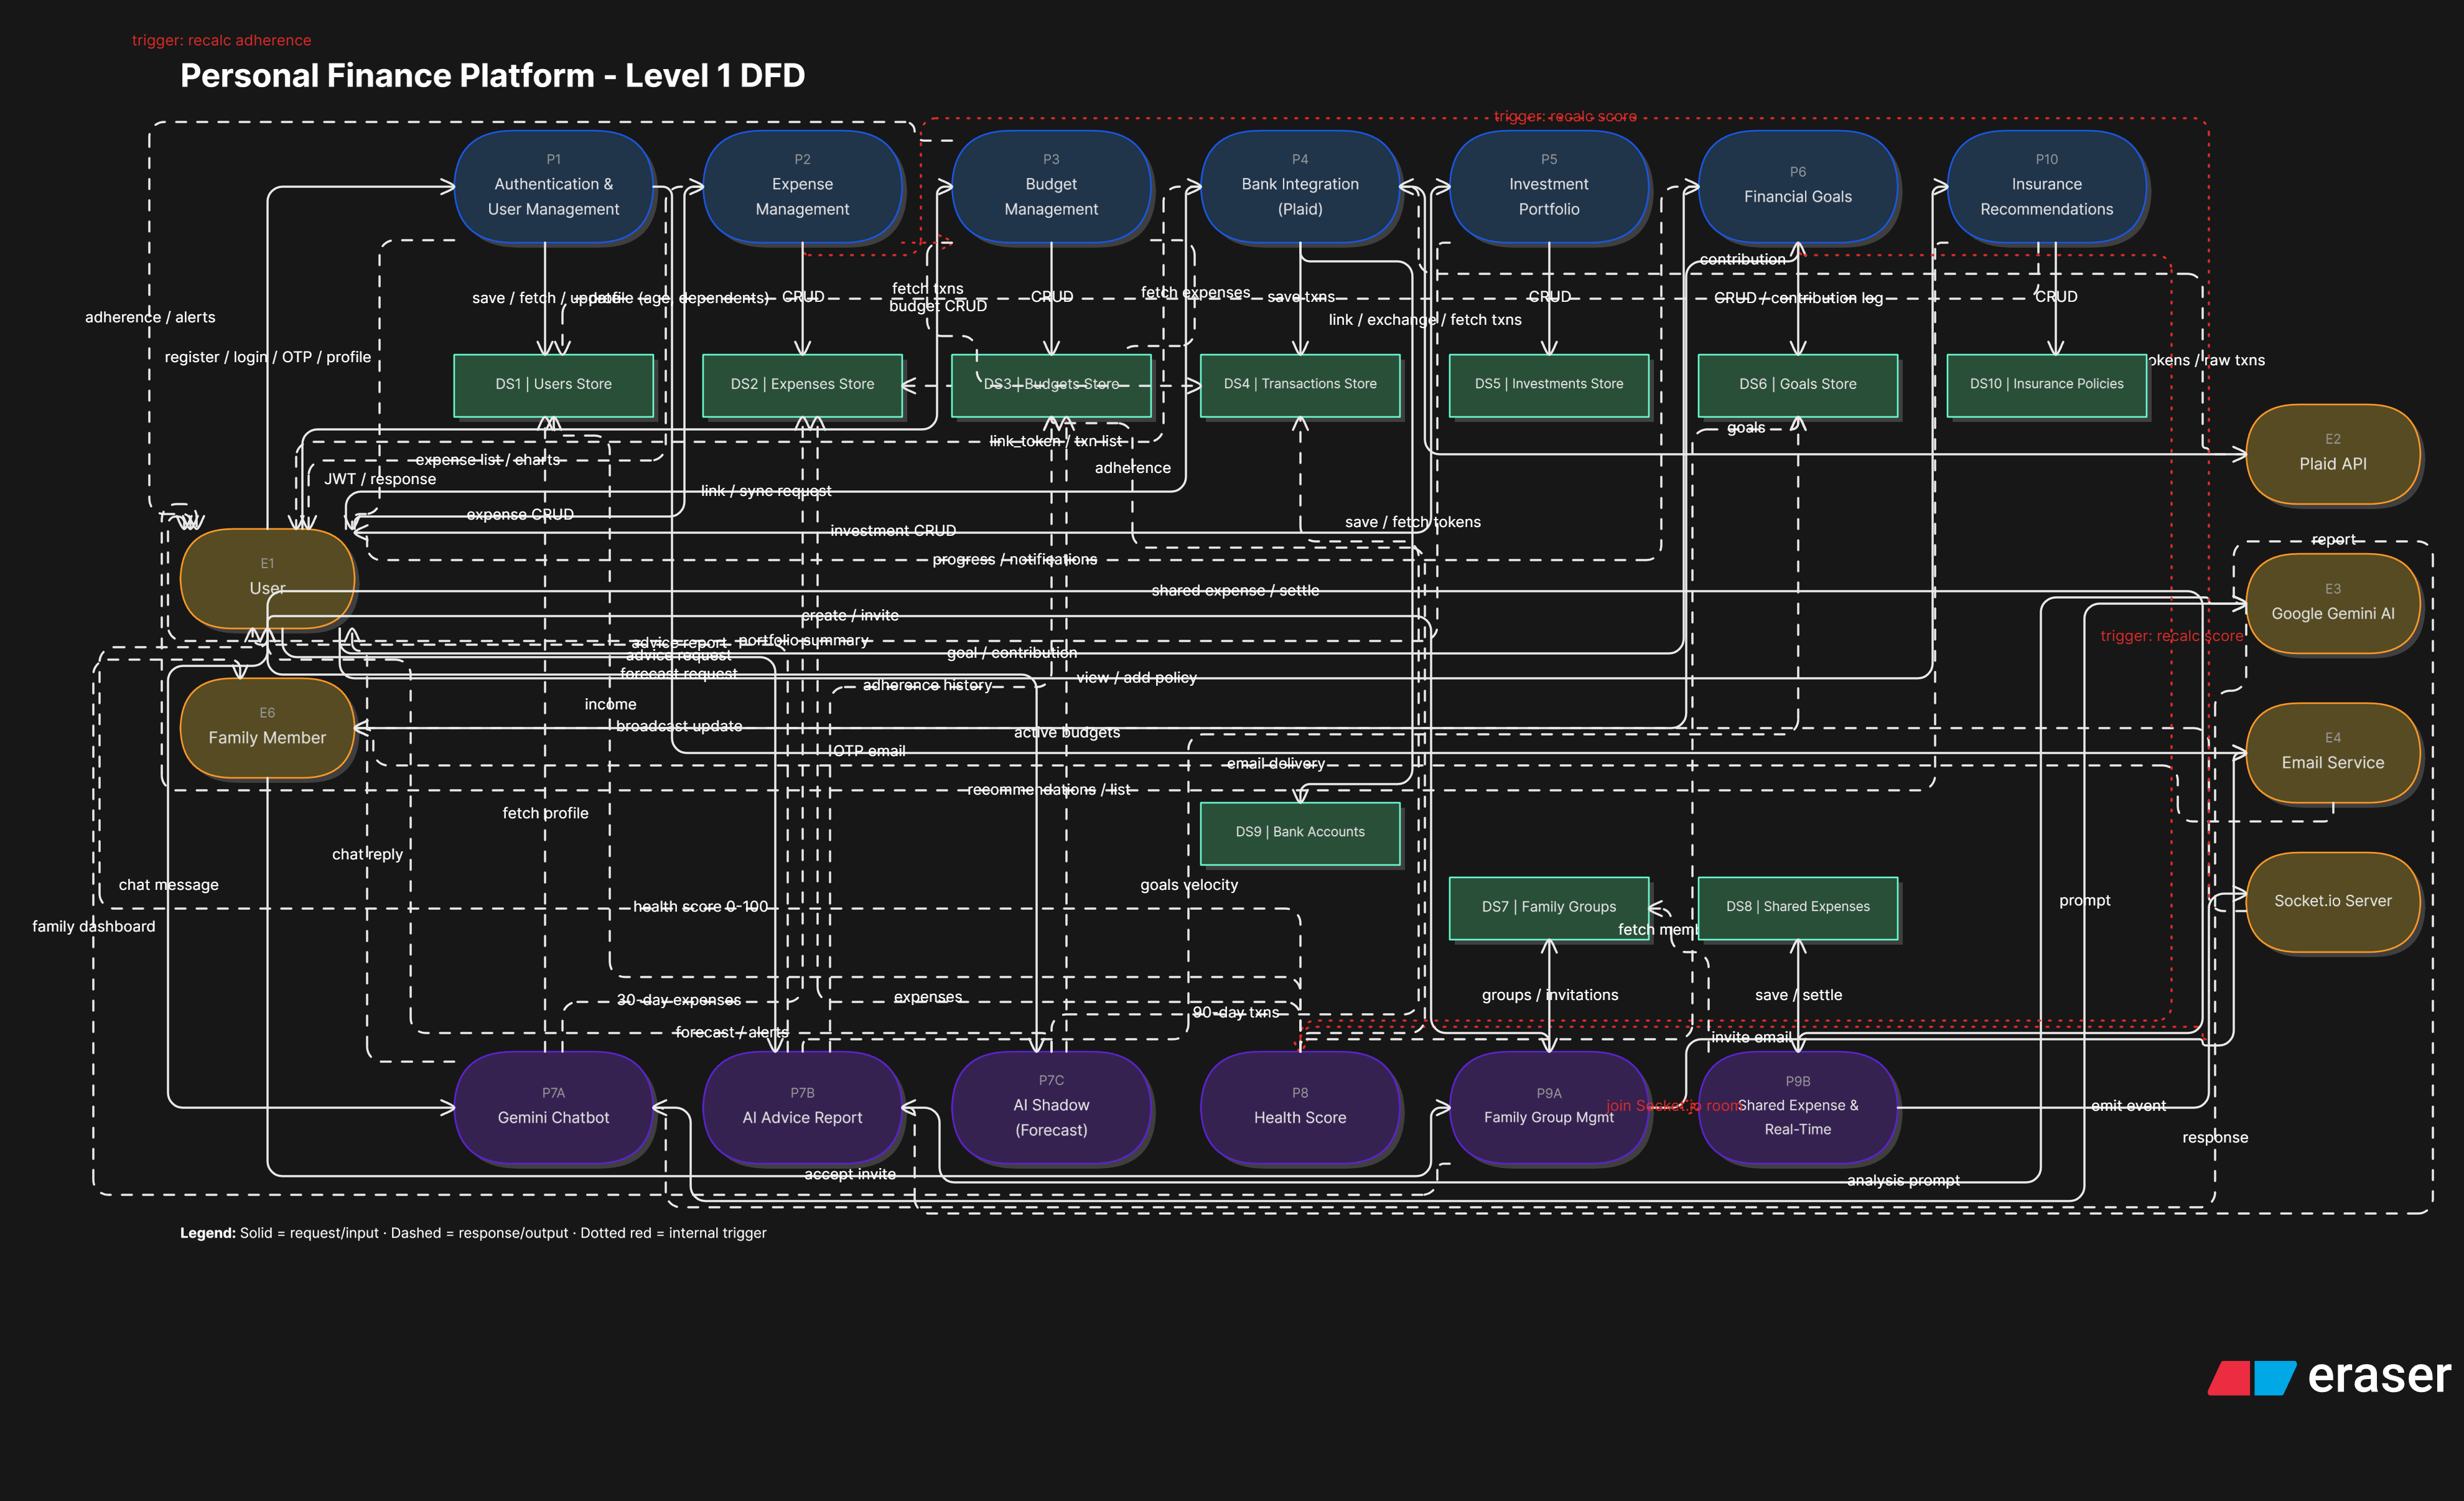 trigger: recalc adherence
Personal Finance Platform - Level 1 DFD
trigger: recalc score
P1
Authentication &
User Management
P2
Expense
Management
P3
Budget
Management
P4
Bank Integration
(Plaid)
P5
Investment
Portfolio
P6
Financial Goals
P10
Insurance
Recommendations
contribution
save / fetch /
profile (age, dependents)
CRUD
fetch txns
budget CRUD
CRUD
fetch expenses
save txns
CRUD
CRUD / contribution log
CRUD
adherence / alerts
link / exchange / fetch txns
register / login / OTP / profile
/ raw txns
DS1 | Users Store
DS2 | Expenses Store
DS3 | Budgets Store
DS4 | Transactions Store
DS5 | Investments Store
DS6 | Goals Store
DS10 | Insurance Policies
goals
link_token / txn list
E2
Plaid API
expense list / charts
adherence
JWT / response
link / sync request
expense CRUD
save / fetch tokens
investment CRUD
report
progress / notifications
E1
User
shared expense / settle
E3
Google Gemini AI
create / invite
trigger: recalc score
advice report
portfolio summary
advice request
goal / contribution
forecast request
view / add policy
adherence history
income
E6
Family Member
broadcast update
active budgets
E4
Email Service
OTP email
email delivery
recommendations / list
fetch profile
DS9 | Bank Accounts
chat reply
chat message
goals velocity
prompt
Socket.io Server
health score 0-100
DS7 | Family Groups
DS8 | Shared Expenses
family dashboard
fetch
30-day expenses
expenses
groups / invitations
save / settle
90-day txns
forecast / alerts
invite email
P7A
Gemini Chatbot
P7B
AI Advice Report
P7C
AI Shadow
(Forecast)
P8
Health Score
P9A
Family Group Mgmt
join Socket.io room
P9B
Shared Expense &
Real-Time
emit event
response
accept invite
analysis prompt
Legend: Solid = request/input · Dashed = response/output · Dotted red = internal trigger
eraser